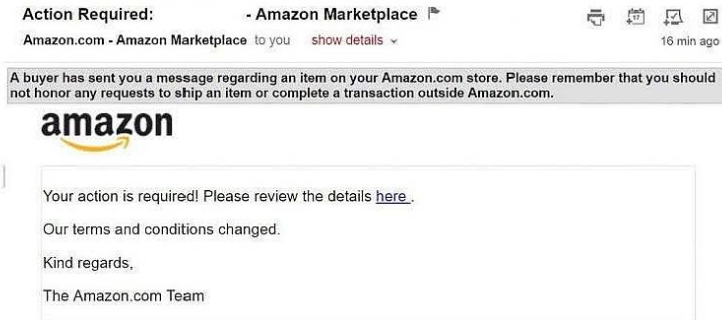 Action Required: - Amazon Marketplace
Amazon.com - Amazon Marketplace to you show details
16 min ago
A buyer has sent you a message regarding an item on your Amazon.com store. Please remember that you should
not honor any requests to ship an item or complete a transaction outside Amazon.com.
amazon
Your action is required! Please review the details here .
Our terms and conditions changed.
Kind regards,
The Amazon.com Team